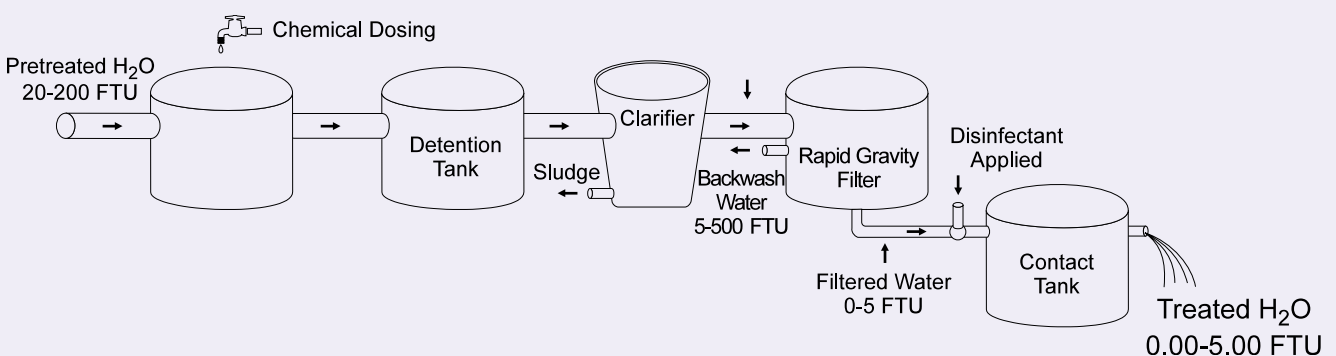 Chemical Dosing
Pretreated H₂O
20-200 FTU
Detention
Tank
Clarifier
Sludge
Backwash
Water
5-500 FTU
Rapid Gravity
Filter
Disinfectant
Applied
Filtered Water
0-5 FTU
Contact
Tank
Treated H₂O
0.00-5.00 FTU